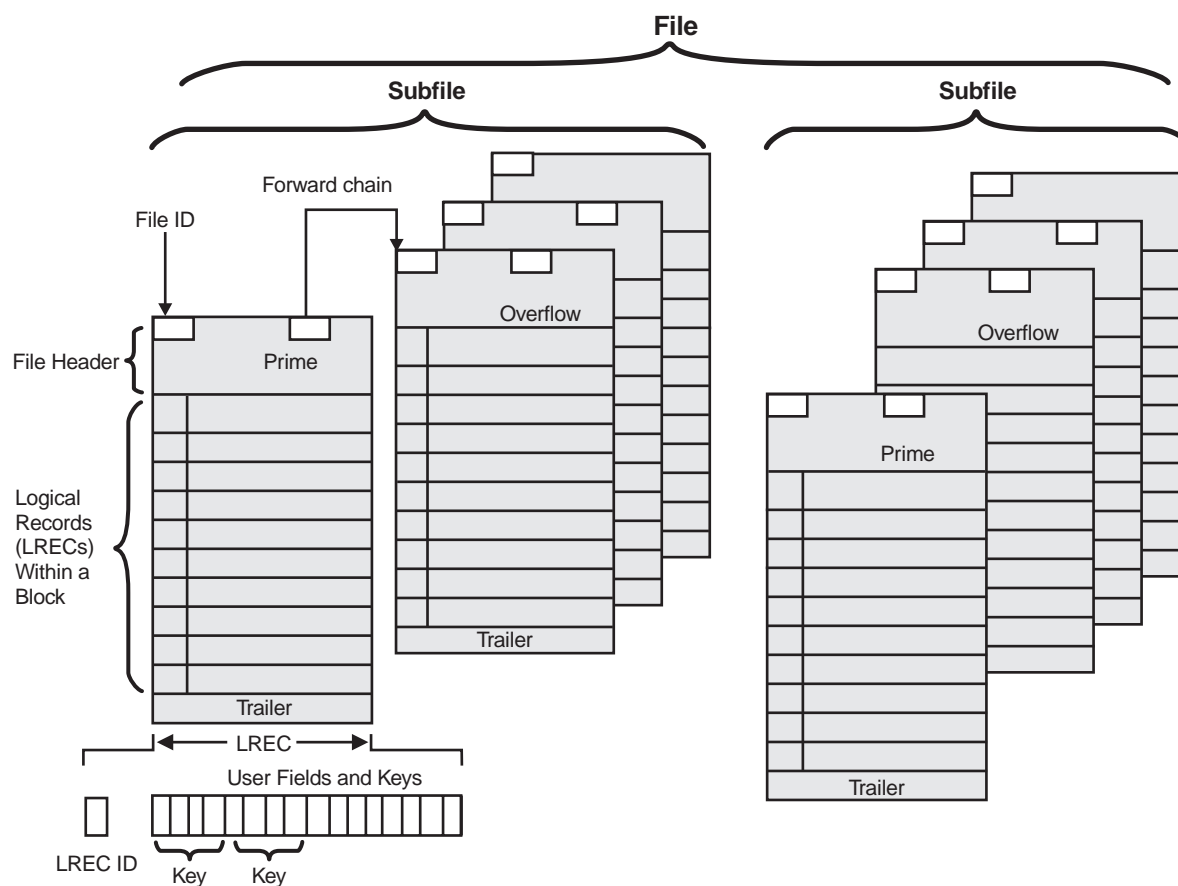 File
Subfile
Subfile
Forward chain
File ID
Overflow
File Header
Prime
Overflow
Prime
Logical
Records
(LRECs)
Within a
Block
Trailer
Trailer
LREC
User Fields and Keys
Trailer
LREC ID
Key
Key